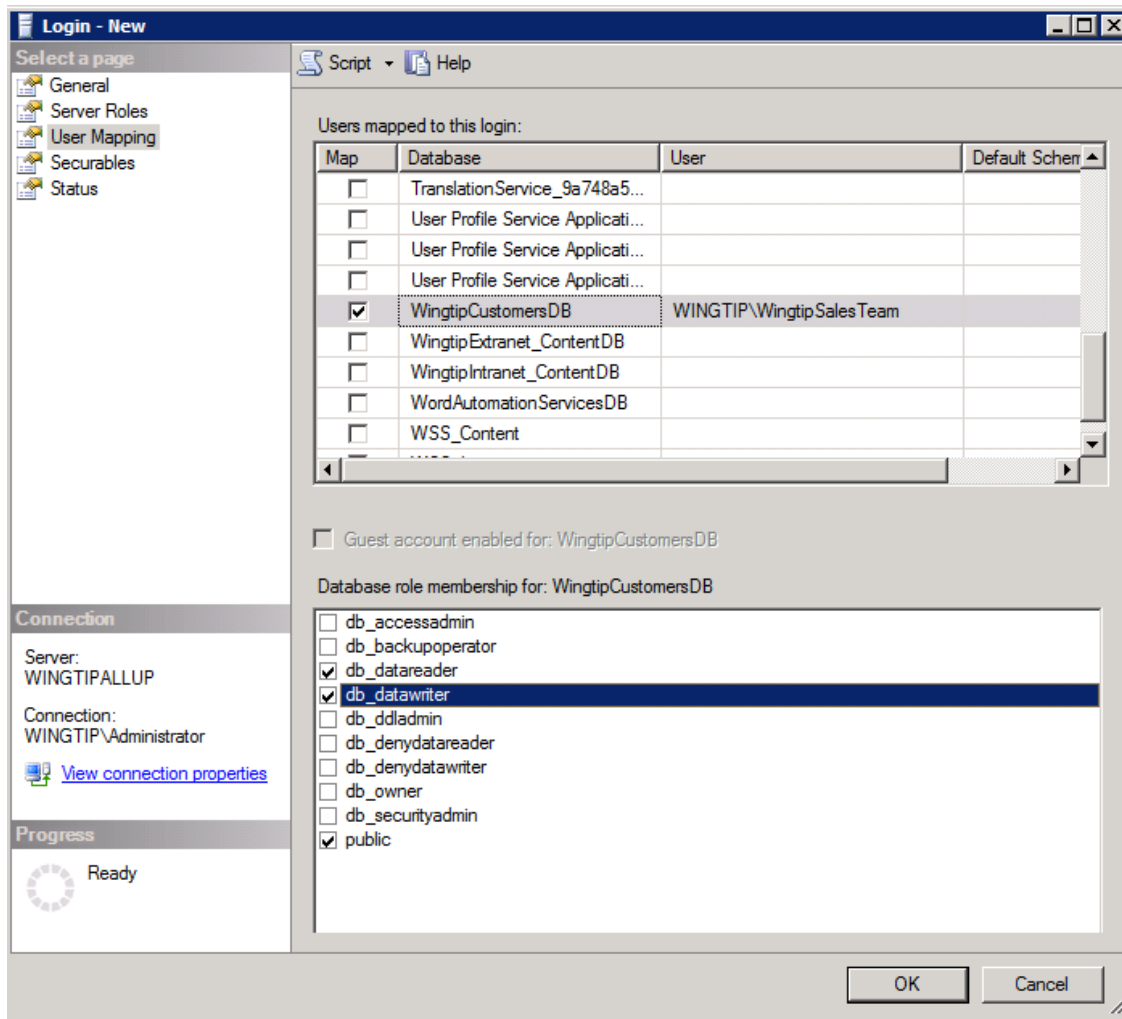 Login - New
Select a page
General
Server Roles
User Mapping
Securables
Status
Script
Help
Users mapped to this login:
Map Database User Default Schem
TranslationService_9a748a5...
User Profile Service Applicati...
User Profile Service Applicati...
User Profile Service Applicati...
WingtipCustomersDB WINGTIP\WingtipSalesTeam
WingtipExtranet_ContentDB
WingtipIntranet_ContentDB
WordAutomationServicesDB
WSS_Content
Guest account enabled for: WingtipCustomersDB
Database role membership for: WingtipCustomersDB
db_accessadmin
db_backupoperator
db_datareader
db_datawriter
db_ddladmin
db_denydatareader
db_denydatawriter
db_owner
db_securityadmin
public
Connection
Server:
WINGTIPALLUP
Connection:
WINGTIP\Administrator
View connection properties
Progress
Ready
OK Cancel